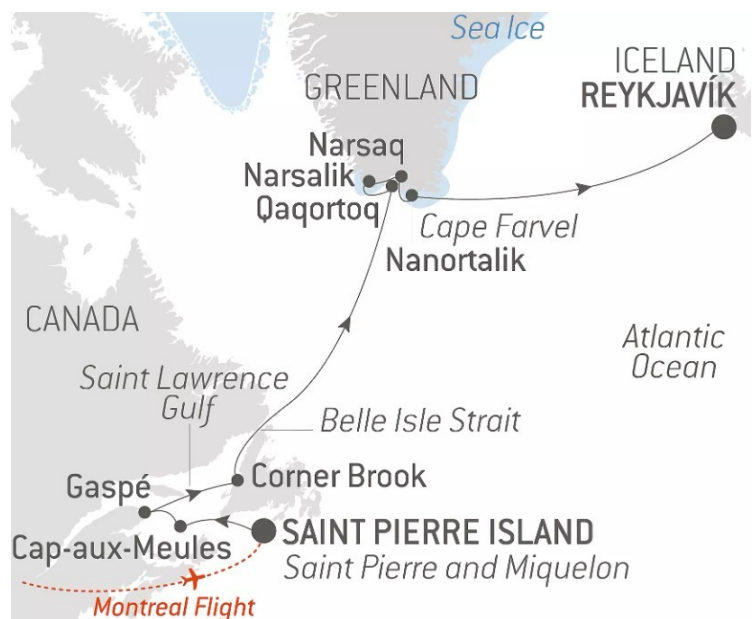 Sea Ice
GREENLAND
ICELAND
REYKJAVÍK
Narsaq
Narsalik
Qaqortoq
Cape Farvel
Nanortalik
CANADA
Atlantic
Ocean
Saint Lawrence
Gulf
Belle Isle Strait
Corner Brook
Gaspé
Cap-aux-Meules
SAINT PIERRE ISLAND
Saint Pierre and Miquelon
Montreal Flight